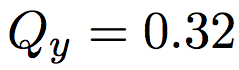 Q_y = 0.32